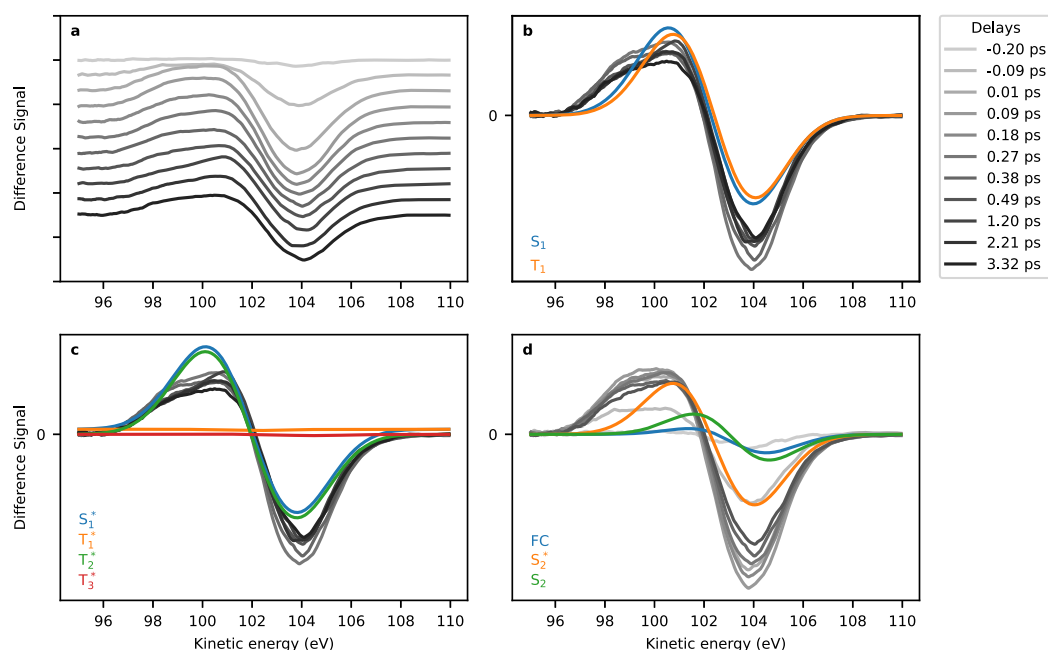 a
Difference Signal
96 98 100 102 104 106 108 110
b
0
S1
T1
96 98 100 102 104 106 108 110
Delays
-0.20 ps
-0.09 ps
0.01 ps
0.09 ps
0.18 ps
0.27 ps
0.38 ps
0.49 ps
1.20 ps
2.21 ps
3.32 ps
c
Difference Signal
0
S1*
T1*
T2*
T3*
96 98 100 102 104 106 108 110
Kinetic energy (eV)
d
0
FC
S2*
S2
96 98 100 102 104 106 108 110
Kinetic energy (eV)